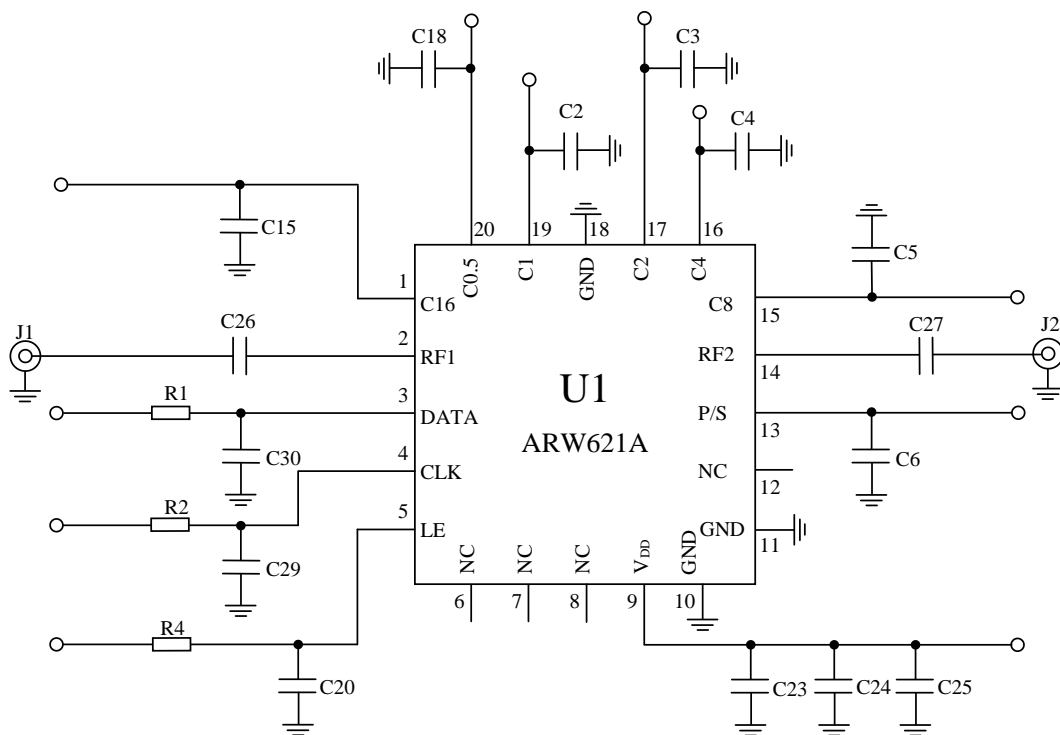 C18
C3
C2
C4
C15
20
19
18
17
16
C5
1
C16
C0.5
C1
GND
C2
C4
C8
15
J1
C26
2
RF1
RF2
14
C27
J2
R1
3
DATA
U1
P/S
13
ARW621A
C30
4
CLK
NC
12
C6
R2
5
LE
GND
11
C29
NC
NC
NC
VDD
GND
6
7
8
9
10
R4
C20
C23
C24
C25